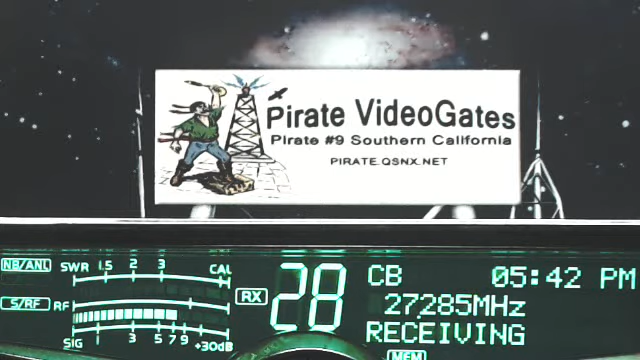 Pirate VideoGates
Pirate #9 Southern California
PIRATE.QSNX.NET
NB/ANL SWR 1.5 2 3 CAL
28 CB 05:42 PM
S/RF RF RX 27285MHz
RECEIVING
SIG 3 5 7 9 +30dB
MEM